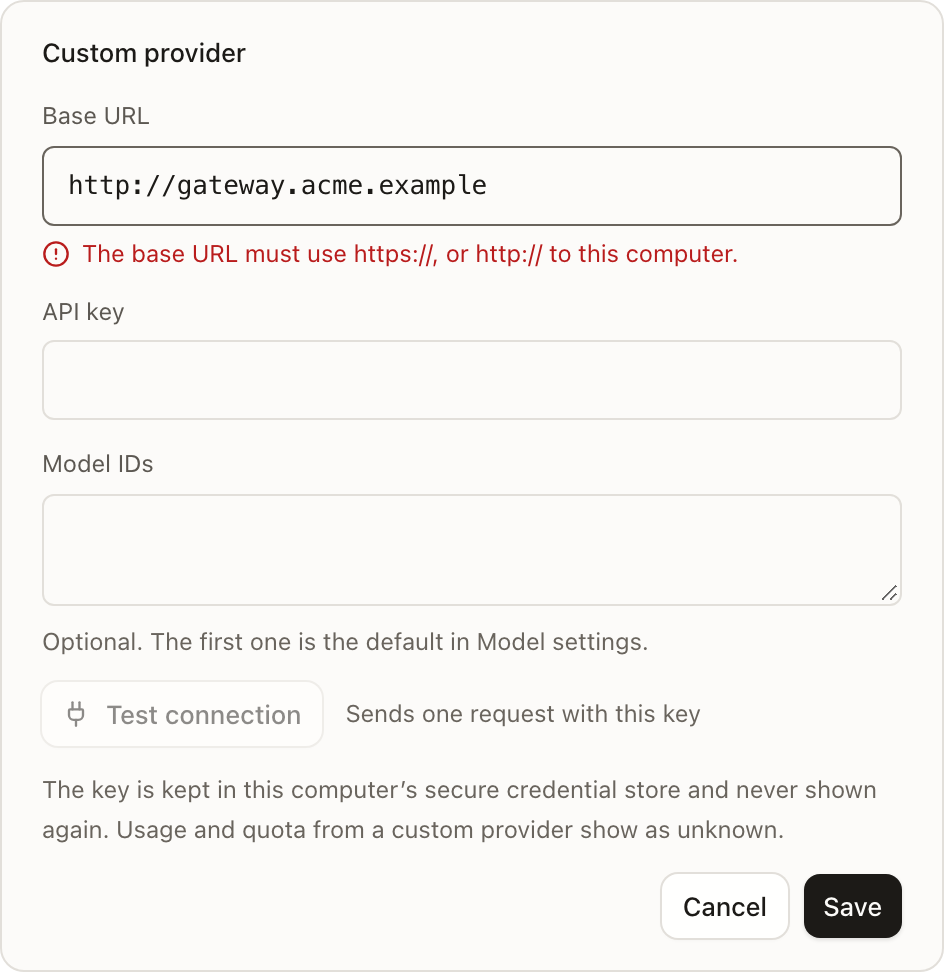 Custom provider
Base URL
http://gateway.acme.example
The base URL must use https://, or http:// to this computer.
API key
Model IDs
Optional. The first one is the default in Model settings.
Test connection
Sends one request with this key
The key is kept in this computer’s secure credential store and never shown
again. Usage and quota from a custom provider show as unknown.
Cancel
Save